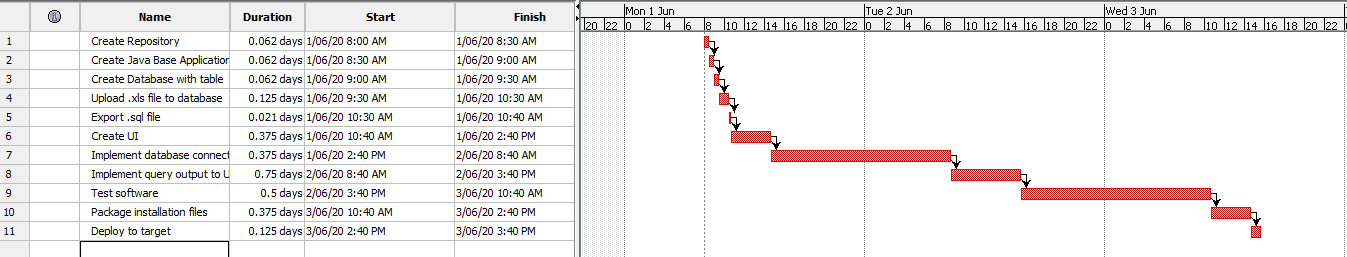 Name Duration Start Finish
Mon 1 Jun Tue 2 Jun Wed 3 Jun
20 22 0 2 4 6 8 10 12 14 16 18 20 22 0 2 4 6 8 10 12 14 16 18 20 22 0 2 4 6 8 10 12 14 16 18 20 22
1 Create Repository 0.062 days 1/06/20 8:00 AM 1/06/20 8:30 AM
2 Create Java Base Application 0.062 days 1/06/20 8:30 AM 1/06/20 9:00 AM
3 Create Database with table 0.062 days 1/06/20 9:00 AM 1/06/20 9:30 AM
4 Upload .xls file to database 0.125 days 1/06/20 9:30 AM 1/06/20 10:30 AM
5 Export .sql file 0.021 days 1/06/20 10:30 AM 1/06/20 10:40 AM
6 Create UI 0.375 days 1/06/20 10:40 AM 1/06/20 2:40 PM
7 Implement database connect 0.375 days 1/06/20 2:40 PM 2/06/20 8:40 AM
8 Implement query output to U 0.75 days 2/06/20 8:40 AM 2/06/20 3:40 PM
9 Test software 0.5 days 2/06/20 3:40 PM 3/06/20 10:40 AM
10 Package installation files 0.375 days 3/06/20 10:40 AM 3/06/20 2:40 PM
11 Deploy to target 0.125 days 3/06/20 2:40 PM 3/06/20 3:40 PM